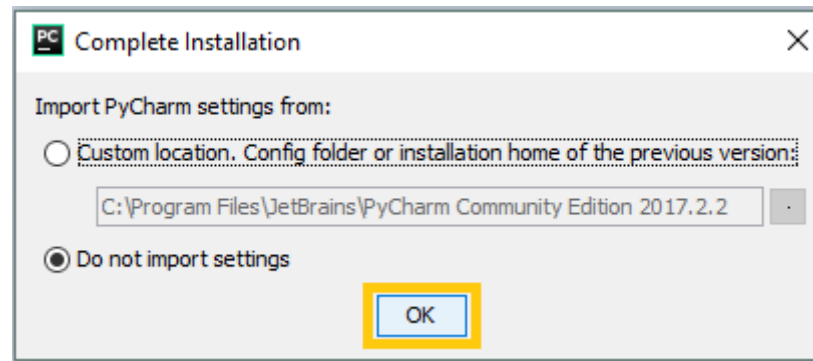 PC Complete Installation
Import PyCharm settings from:
Custom location. Config folder or installation home of the previous version:
C:\Program Files\JetBrains\PyCharm Community Edition 2017.2.2
Do not import settings
OK